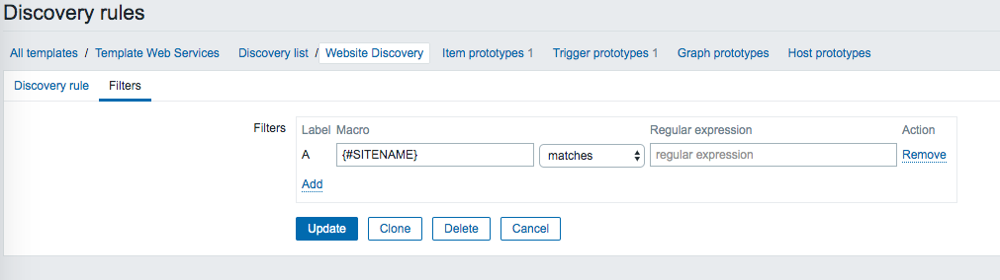 Discovery rules
All templates / Template Web Services Discovery list / Website Discovery Item prototypes 1 Trigger prototypes 1 Graph prototypes Host prototypes
Discovery rule Filters
Filters Label Macro Regular expression Action
A {#SITENAME} matches regular expression Remove
Add
Update Clone Delete Cancel